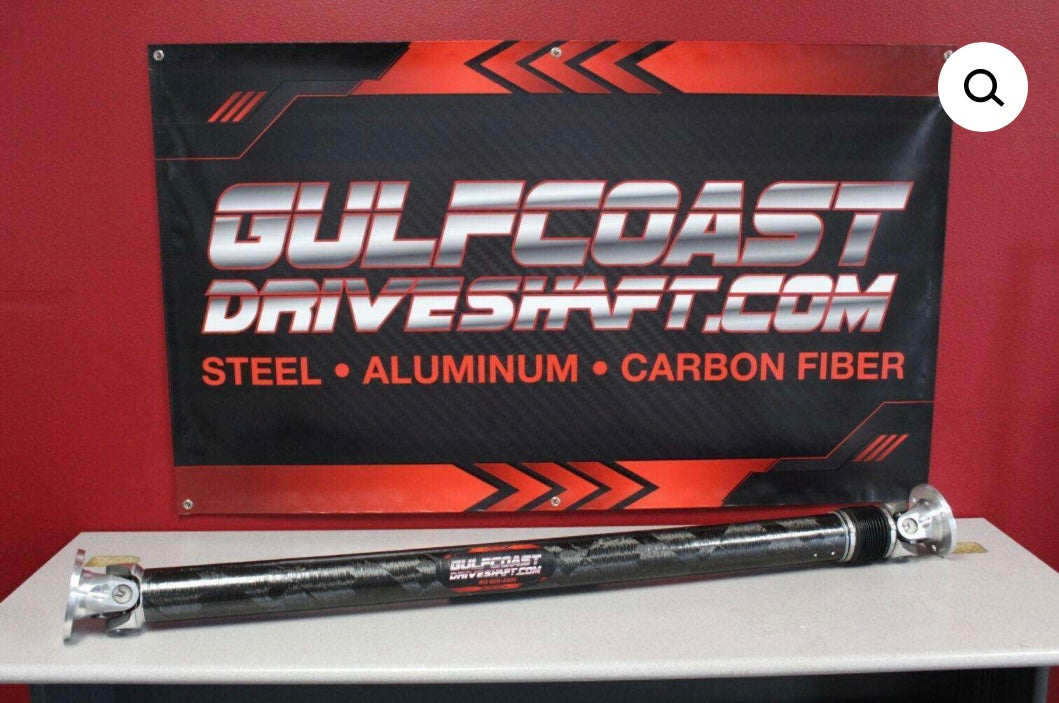 GULFCOAST
DRIVESHAFT.COM
STEEL • ALUMINUM • CARBON FIBER
GULFCOAST
DRIVESHAFT.COM